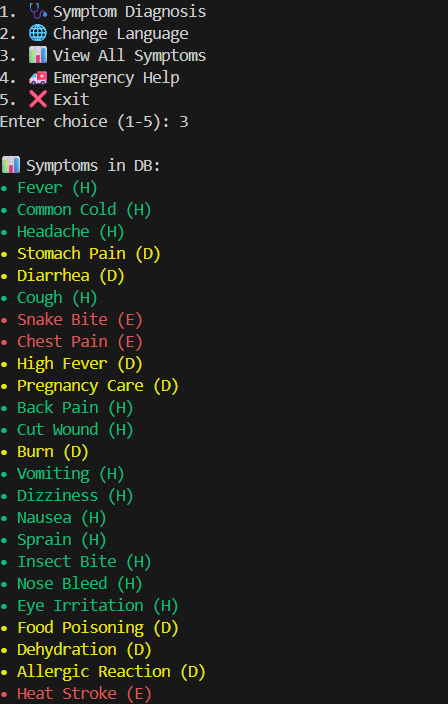 1. 🩺 Symptom Diagnosis
2. 🌐 Change Language
3. 📊 View All Symptoms
4. 🚑 Emergency Help
5. ❌ Exit
Enter choice (1-5): 3
📊 Symptoms in DB:
• Fever (H)
• Common Cold (H)
• Headache (H)
• Stomach Pain (D)
• Diarrhea (D)
• Cough (H)
• Snake Bite (E)
• Chest Pain (E)
• High Fever (D)
• Pregnancy Care (D)
• Back Pain (H)
• Cut Wound (H)
• Burn (D)
• Vomiting (H)
• Dizziness (H)
• Nausea (H)
• Sprain (H)
• Insect Bite (H)
• Nose Bleed (H)
• Eye Irritation (H)
• Food Poisoning (D)
• Dehydration (D)
• Allergic Reaction (D)
• Heat Stroke (E)